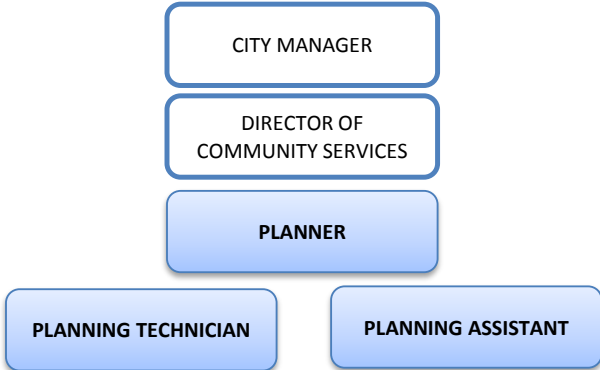 CITY MANAGER
DIRECTOR OF
COMMUNITY SERVICES
PLANNER
PLANNING TECHNICIAN
PLANNING ASSISTANT